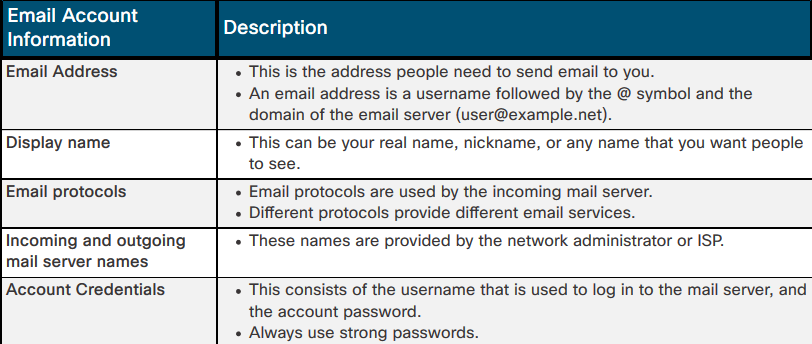 Email Account
Information
Description
Email Address
• This is the address people need to send email to you.
• An email address is a username followed by the @ symbol and the
domain of the email server (user@example.net).
Display name
• This can be your real name, nickname, or any name that you want people
to see.
Email protocols
• Email protocols are used by the incoming mail server.
• Different protocols provide different email services.
Incoming and outgoing
mail server names
• These names are provided by the network administrator or ISP.
Account Credentials
• This consists of the username that is used to log in to the mail server, and
the account password.
• Always use strong passwords.